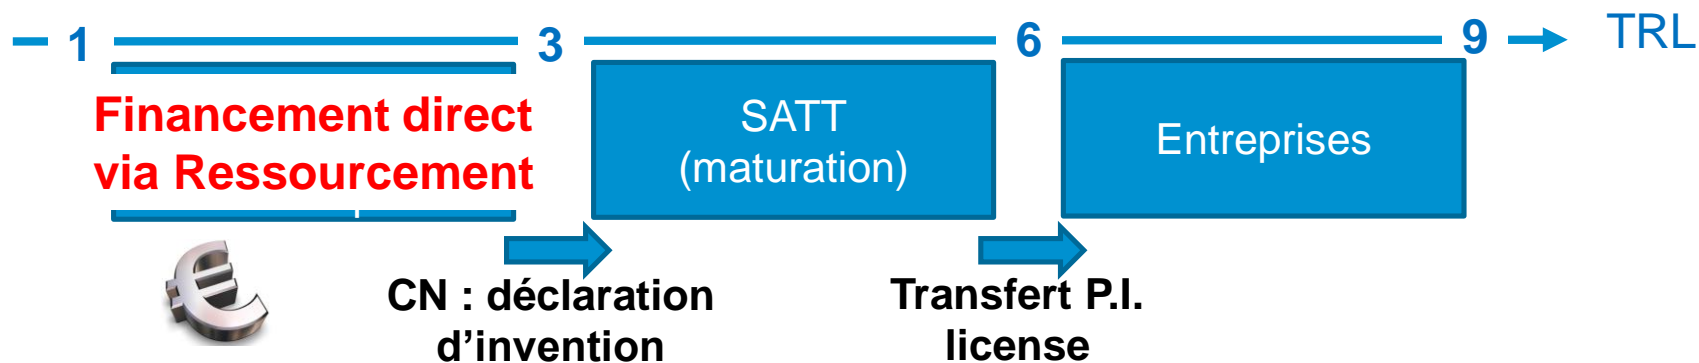 1 3 6 9 TRL
Financement direct
via Ressourcement
SATT
(maturation)
Entreprises
€
CN : déclaration
d’invention
Transfert P.I.
license